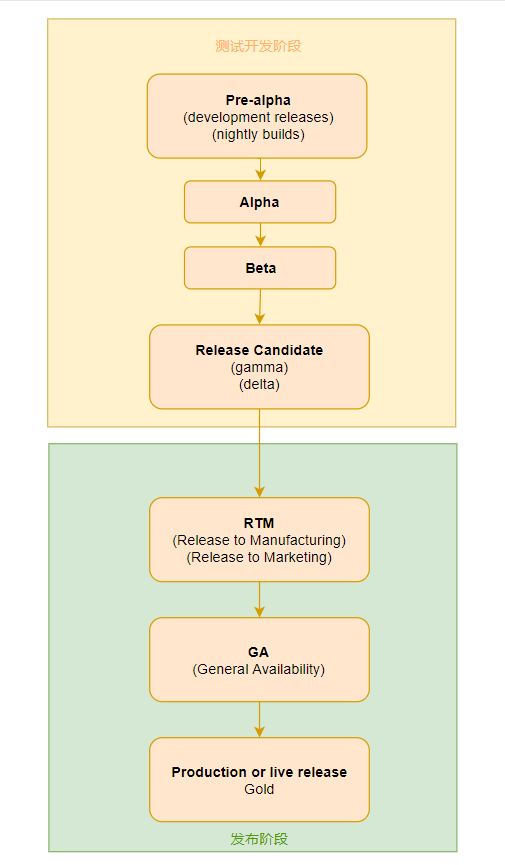 测试开发阶段
Pre-alpha
(development releases)
(nightly builds)
Alpha
Beta
Release Candidate
(gamma)
(delta)
RTM
(Release to Manufacturing)
(Release to Marketing)
GA
(General Availability)
Production or live release
Gold
发布阶段